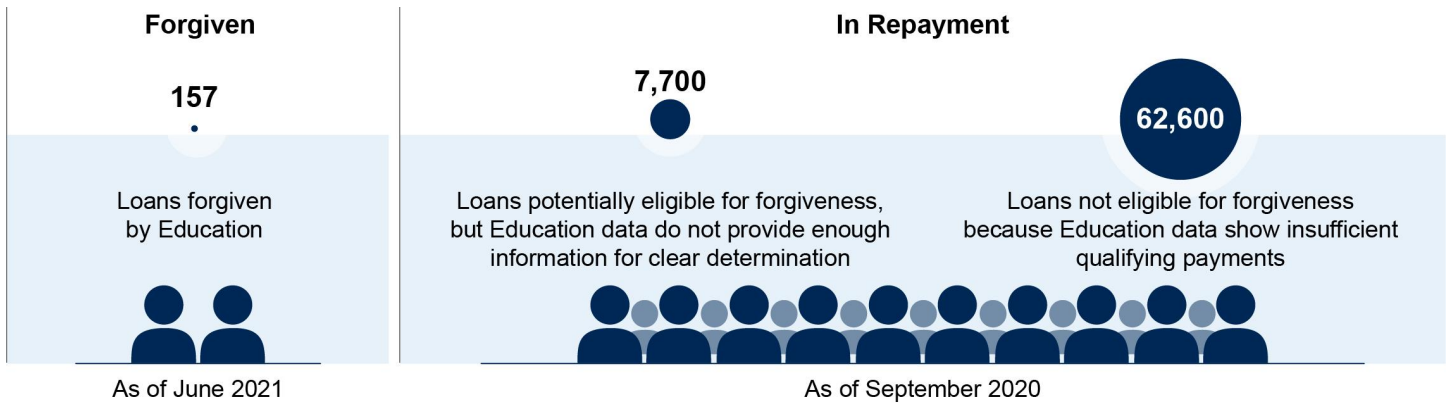 Forgiven
157
Loans forgiven
by Education
As of June 2021
In Repayment
7,700
Loans potentially eligible for forgiveness,
but Education data do not provide enough
information for clear determination
62,600
Loans not eligible for forgiveness
because Education data show insufficient
qualifying payments
As of September 2020